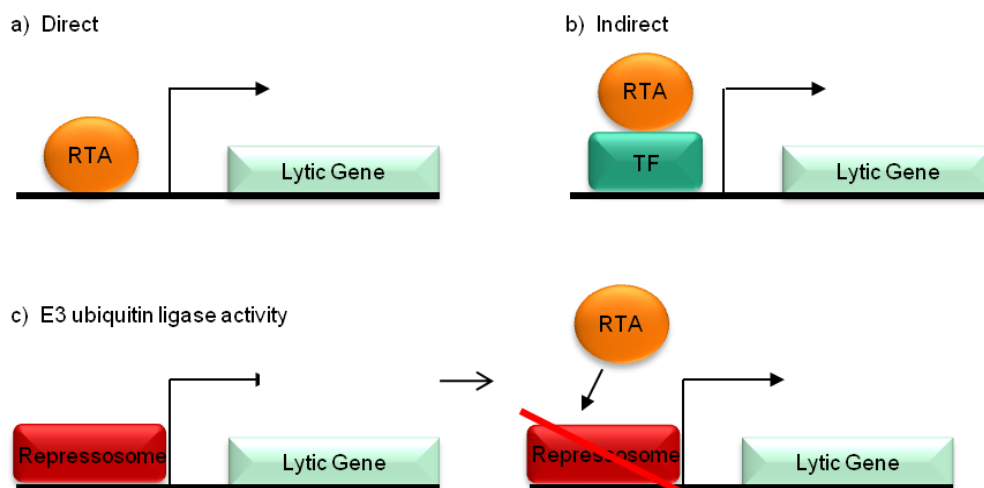 a) Direct
b) Indirect
RTA
Lytic Gene
RTA
TF
Lytic Gene
c) E3 ubiquitin ligase activity
RTA
Repressosome
Lytic Gene
Repressosome
Lytic Gene